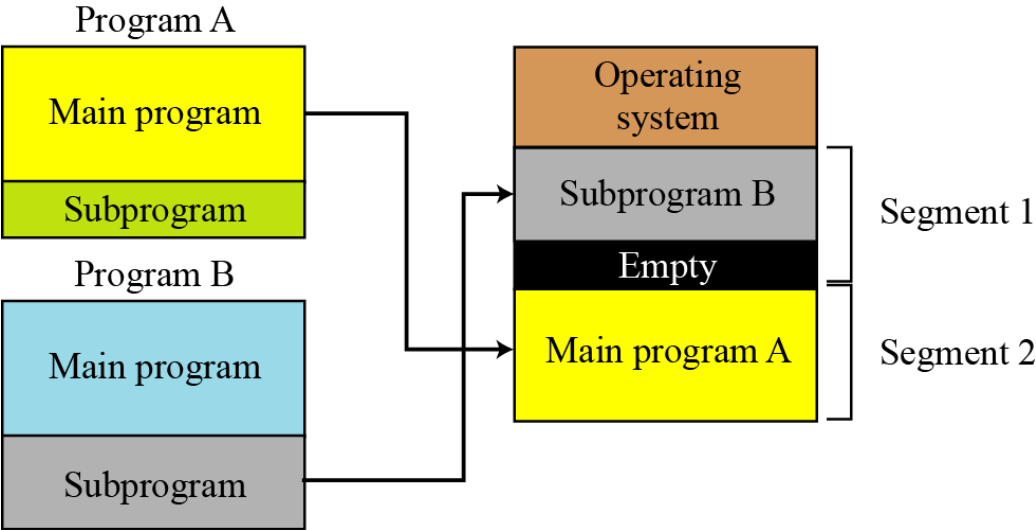 Program A
Main program
Subprogram
Program B
Main program
Subprogram
Operating
system
Subprogram B
Empty
Main program A
Segment 1
Segment 2